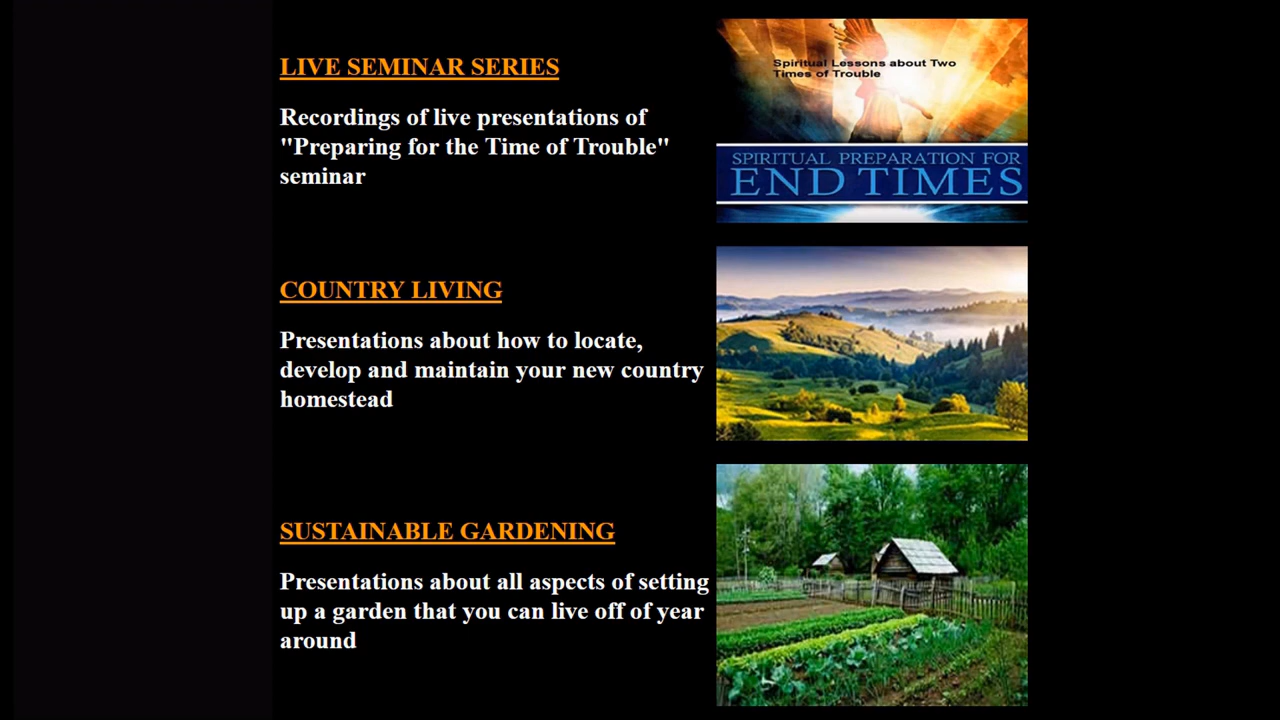 LIVE SEMINAR SERIES
Recordings of live presentations of
"Preparing for the Time of Trouble"
seminar
Spiritual Lessons about Two
Times of Trouble
SPIRITUAL PREPARATION FOR
END TIMES
COUNTRY LIVING
Presentations about how to locate,
develop and maintain your new country
homestead
SUSTAINABLE GARDENING
Presentations about all aspects of setting
up a garden that you can live off of year
around